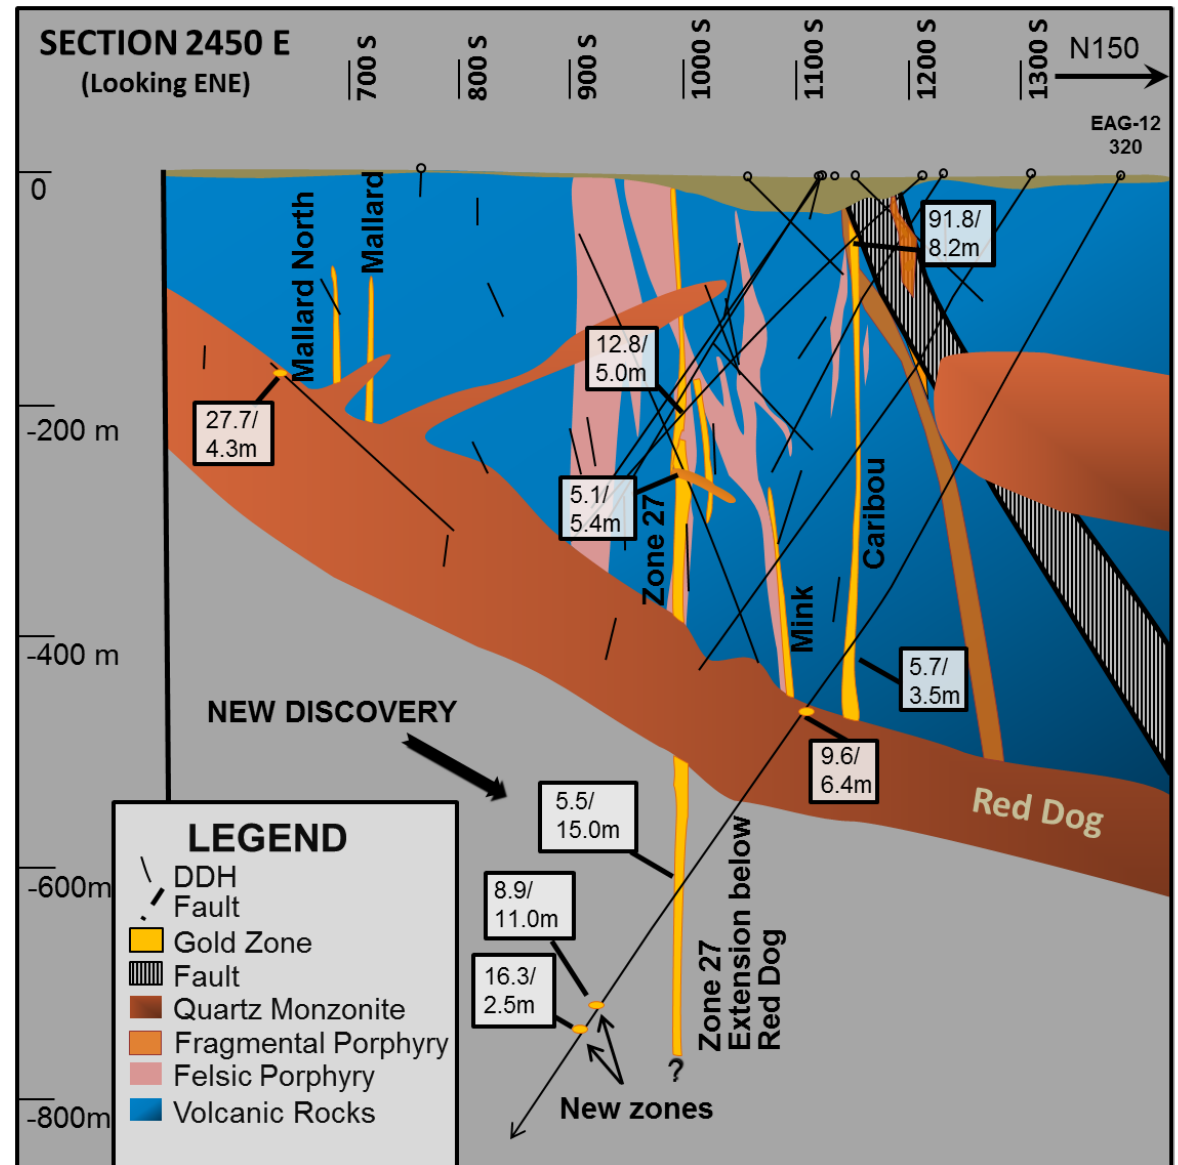 SECTION 2450 E
(Looking ENE)
700 S
800 S
900 S
1000 S
1100 S
1200 S
1300 S
N150
EAG-12
320
0
-200 m
-400 m
-600m
-800m
Mallard North
Mallard
91.8/
8.2m
12.8/
5.0m
27.7/
4.3m
5.1/
5.4m
Zone 27
Caribou
Mink
5.7/
3.5m
NEW DISCOVERY
9.6/
6.4m
Red Dog
5.5/
15.0m
8.9/
11.0m
16.3/
2.5m
Zone 27
Extension below
Red Dog
?
New zones
LEGEND
DDH
Fault
Gold Zone
Fault
Quartz Monzonite
Fragmental Porphyry
Felsic Porphyry
Volcanic Rocks